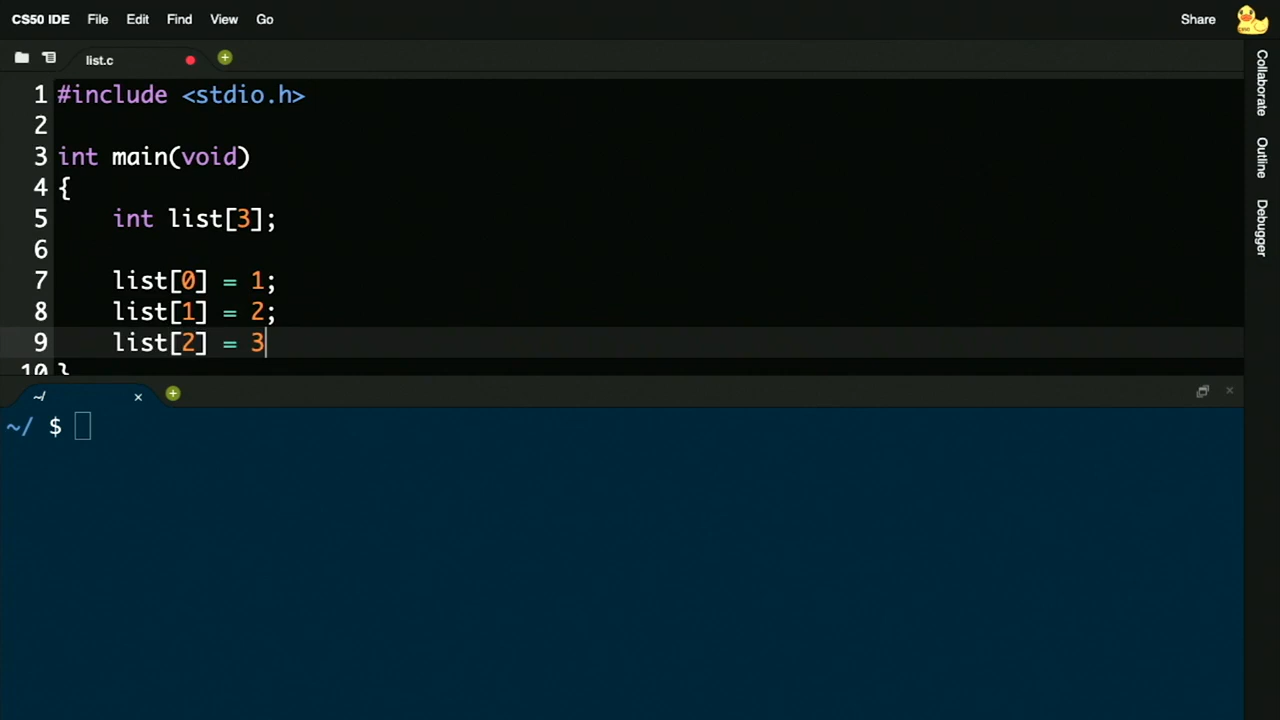 CS50 IDE File Edit Find View Go Share
list.c
1 #include <stdio.h>
2
3 int main(void)
4 {
5     int list[3];
6
7     list[0] = 1;
8     list[1] = 2;
9     list[2] = 3
10 }
~/
~/ $
Collaborate
Outline
Debugger